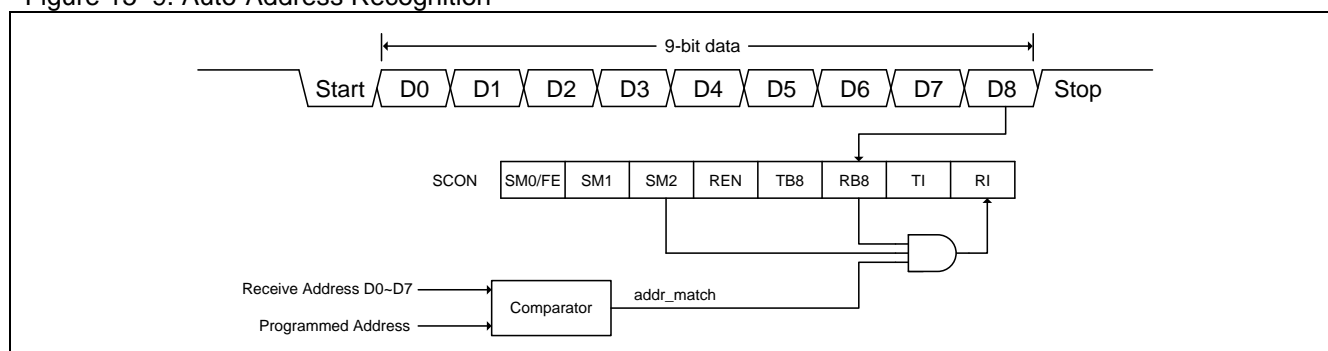 Figure 15–9. Auto-Address Recognition
9-bit data
Start D0 D1 D2 D3 D4 D5 D6 D7 D8 Stop
SCON SM0/FE SM1 SM2 REN TB8 RB8 TI RI
Receive Address D0~D7
Comparator
addr_match
Programmed Address